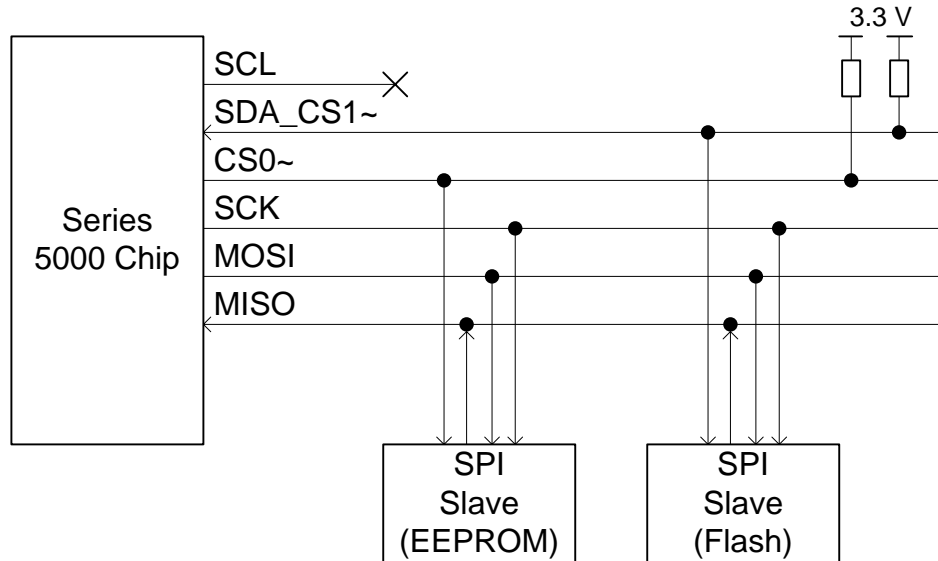 3.3 V
SCL
SDA_CS1~
CS0~
SCK
MOSI
MISO
Series
5000 Chip
SPI
Slave
(EEPROM)
SPI
Slave
(Flash)